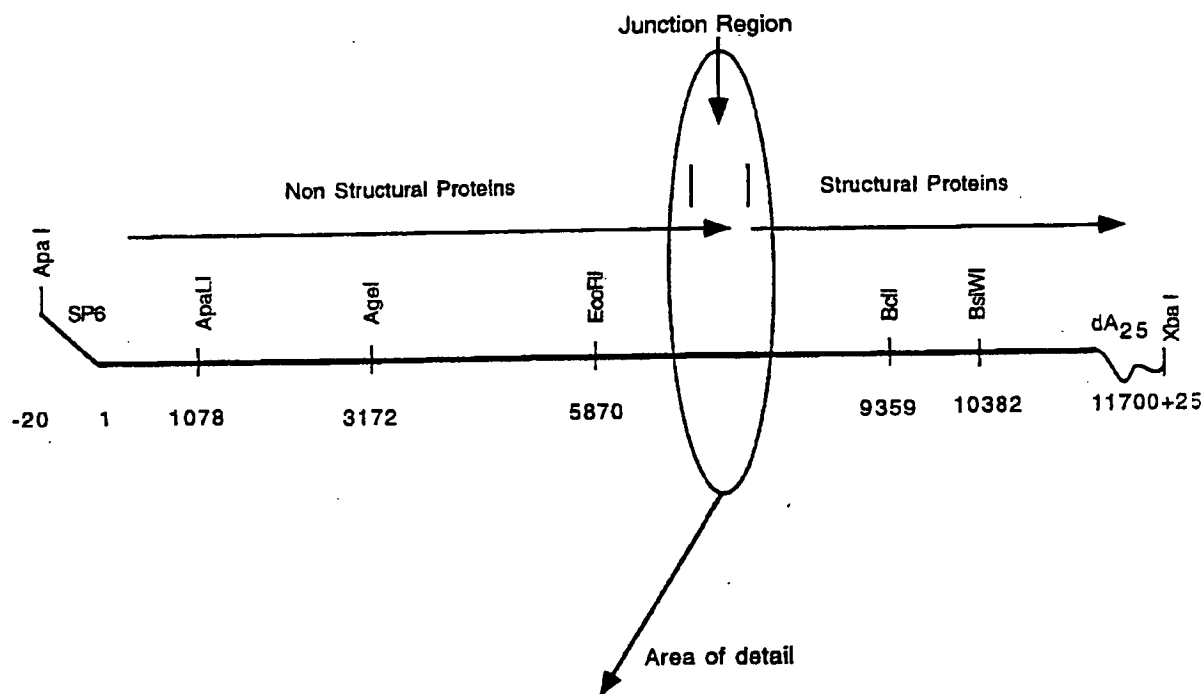 Junction Region
Non Structural Proteins
Structural Proteins
Apa I
SP6
ApaLI
AgeI
EcoRI
BclI
BsiWI
dA25
Xba I
-20 1 1078 3172 5870 9359 10382 11700+25
Area of detail